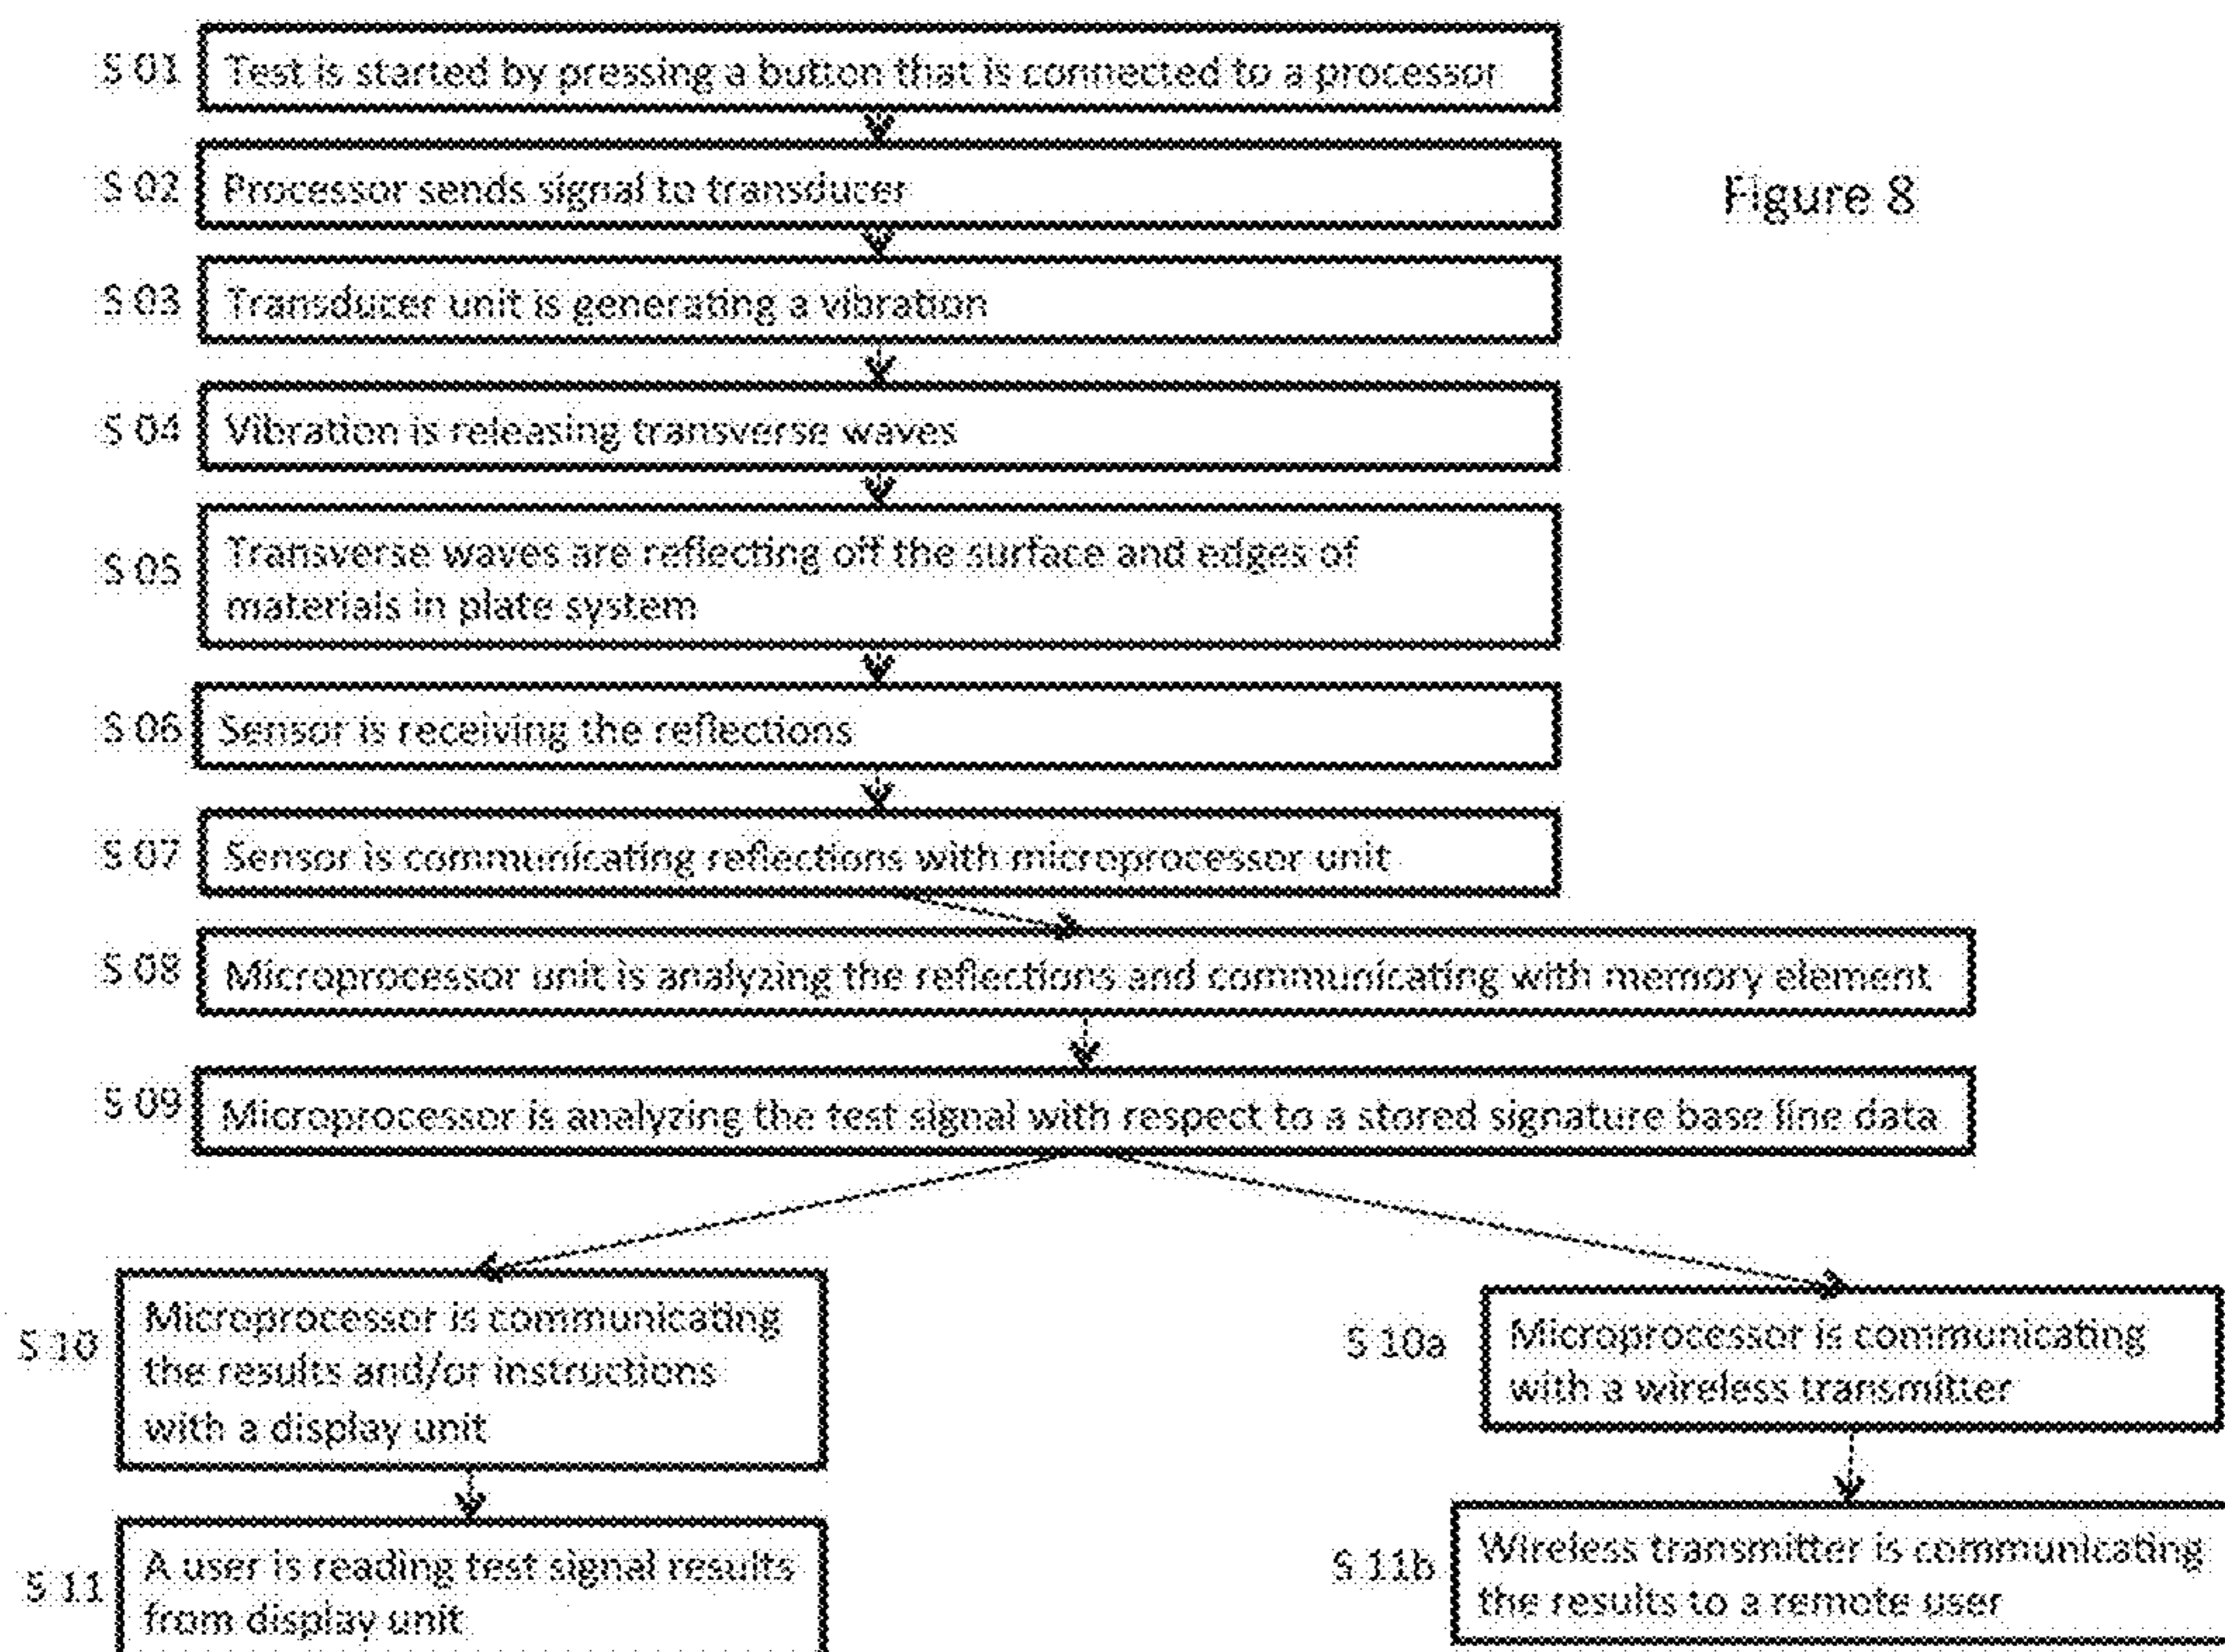 S 01 Test is started by pressing a button that is connected to a processor
S 02 Processor sends signal to transducer
Figure 8
S 03 Transducer unit is generating a vibration
S 04 Vibration is releasing transverse waves
S 05 Transverse waves are reflecting off the surface and edges of
materials in plate system
S 06 Sensor is receiving the reflections
S 07 Sensor is communicating reflections with microprocessor unit
S 08 Microprocessor unit is analyzing the reflections and communicating with memory element
S 09 Microprocessor is analyzing the test signal with respect to a stored signature base line data
S 10 Microprocessor is communicating
the results and/or instructions
with a display unit
S 10a Microprocessor is communicating
with a wireless transmitter
S 11 A user is reading test signal results
from display unit
S 11b Wireless transmitter is communicating
the results to a remote user